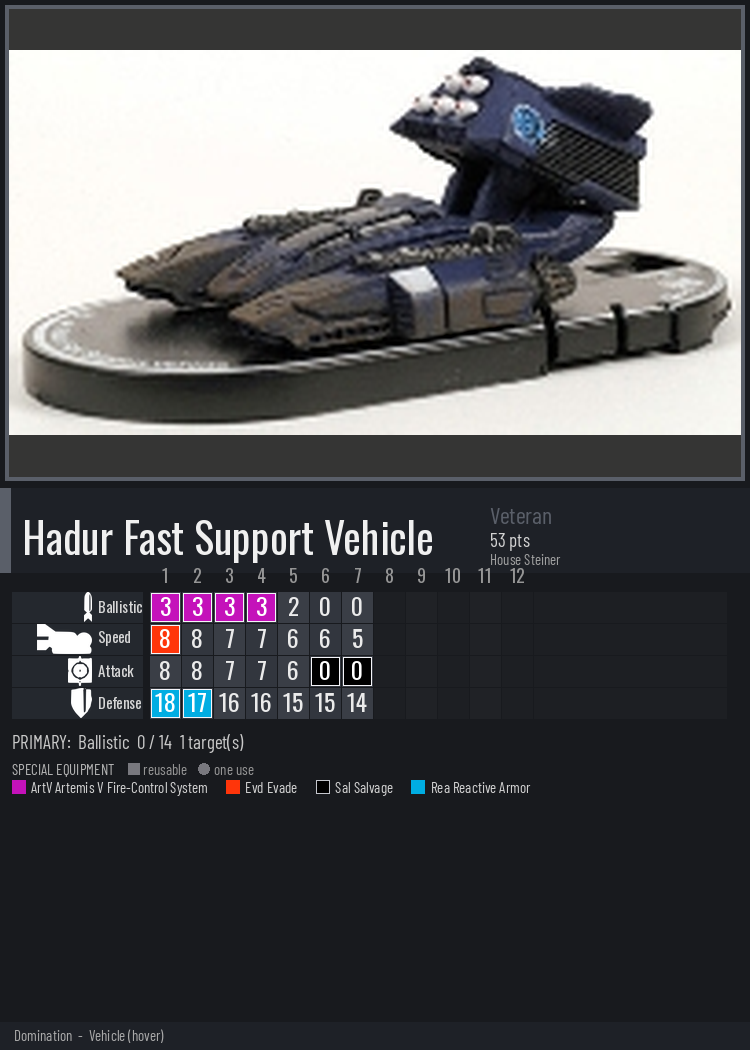 Hadur Fast Support Vehicle
Veteran
53 pts
House Steiner
1 2 3 4 5 6 7 8 9 10 11 12
Ballistic 3 3 3 3 2 0 0
Speed 8 8 7 7 6 6 5
Attack 8 8 7 7 6 0 0
Defense 18 17 16 16 15 15 14
PRIMARY: Ballistic 0 / 14 1 target(s)
SPECIAL EQUIPMENT reusable one use
ArtV Artemis V Fire-Control System Evd Evade Sal Salvage Rea Reactive Armor
Domination - Vehicle (hover)